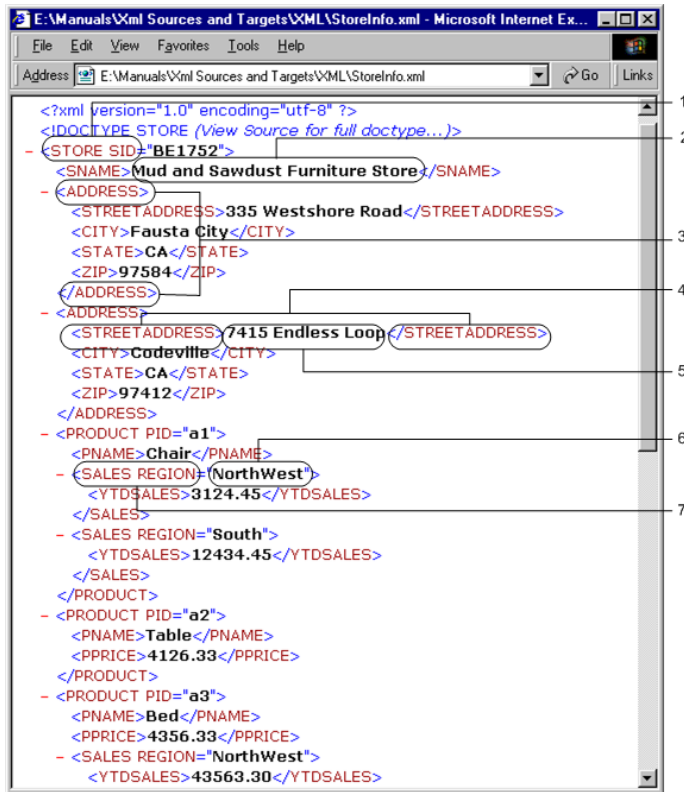 E:\Manuals\Xml Sources and Targets\XML\StoreInfo.xml - Microsoft Internet Ex...
File Edit View Favorites Tools Help
Address E:\Manuals\Xml Sources and Targets\XML\StoreInfo.xml Go Links
<?xml version="1.0" encoding="utf-8" ?>
1
<!DOCTYPE STORE (View Source for full doctype...)>
2
- <STORE SID="BE1752">
<SNAME>Mud and Sawdust Furniture Store</SNAME>
- <ADDRESS>
<STREETADDRESS>335 Westshore Road</STREETADDRESS>
<CITY>Fausta City</CITY>
3
<STATE>CA</STATE>
<ZIP>97584</ZIP>
</ADDRESS>
4
- <ADDRESS>
<STREETADDRESS>7415 Endless Loop</STREETADDRESS>
<CITY>Codeville</CITY>
<STATE>CA</STATE>
5
<ZIP>97412</ZIP>
</ADDRESS>
- <PRODUCT PID="a1">
6
<PNAME>Chair</PNAME>
- <SALES REGION="NorthWest">
<YTDSALES>3124.45</YTDSALES>
7
</SALES>
- <SALES REGION="South">
<YTDSALES>12434.45</YTDSALES>
</SALES>
</PRODUCT>
- <PRODUCT PID="a2">
<PNAME>Table</PNAME>
<PPRICE>4126.33</PPRICE>
</PRODUCT>
- <PRODUCT PID="a3">
<PNAME>Bed</PNAME>
<PPRICE>4356.33</PPRICE>
- <SALES REGION="NorthWest">
<YTDSALES>43563.30</YTDSALES>